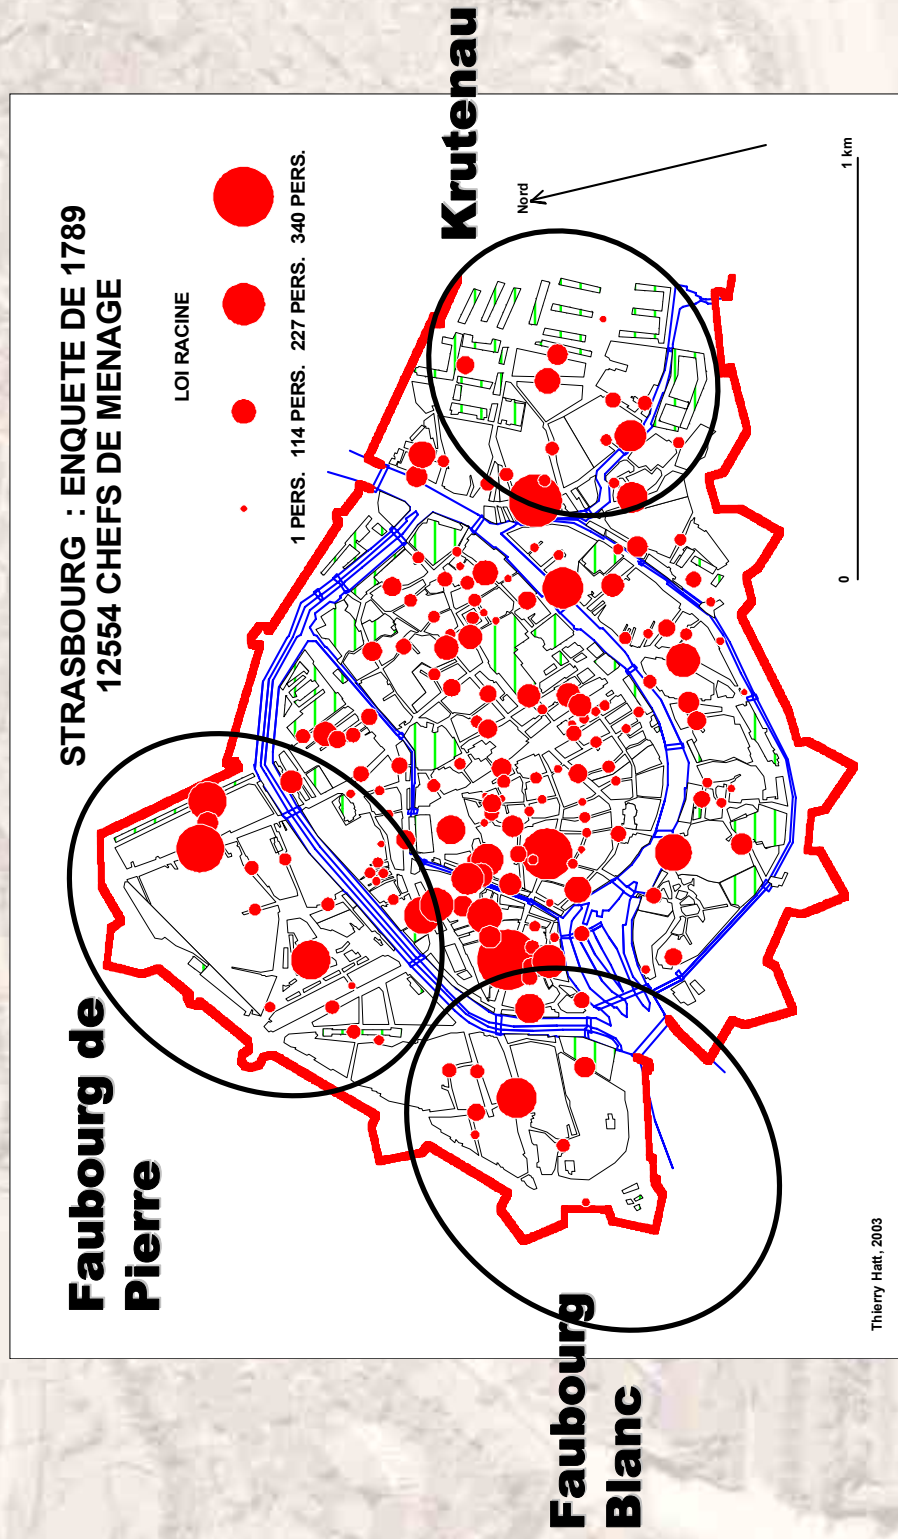 STRASBOURG : ENQUETE DE 1789
12554 CHEFS DE MENAGE
LOI RACINE
1 PERS. 114 PERS. 227 PERS. 340 PERS.
Faubourg de
Pierre
Krutenau
Nord
Faubourg
Blanc
0 1 km
Thierry Hatt, 2003